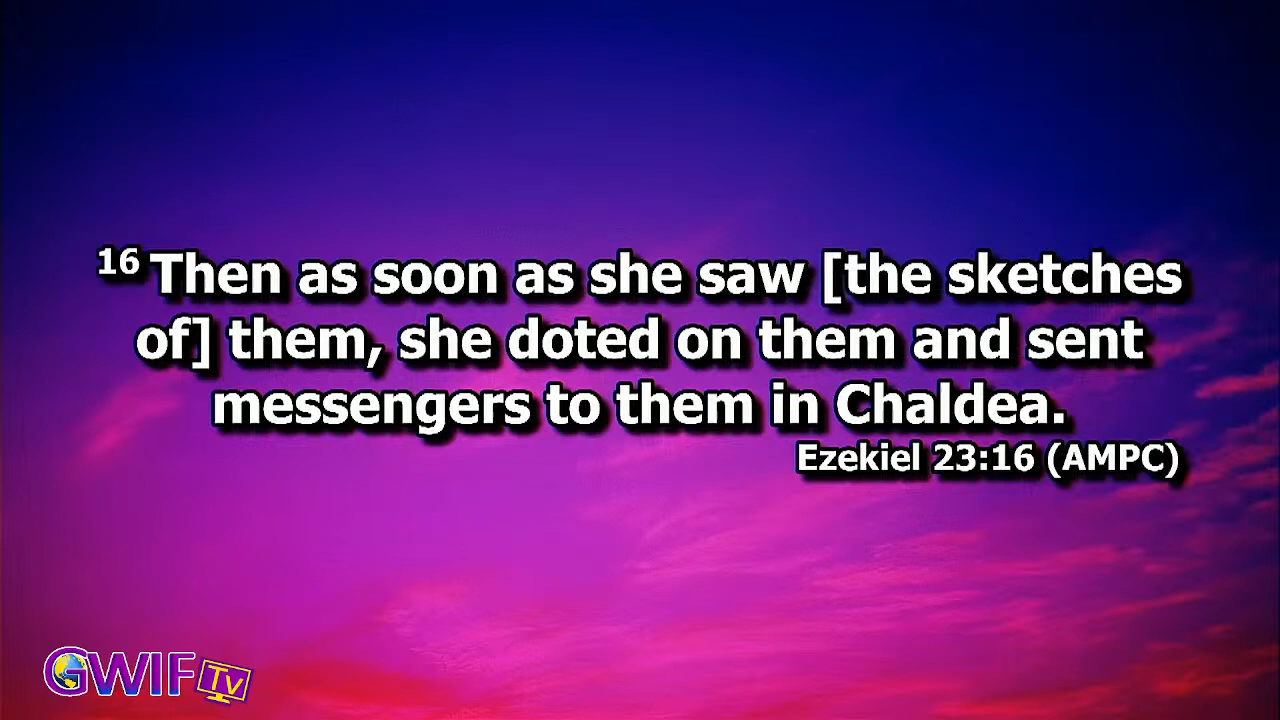 16 Then as soon as she saw [the sketches
of] them, she doted on them and sent
messengers to them in Chaldea.
Ezekiel 23:16 (AMPC)
GWIF TV